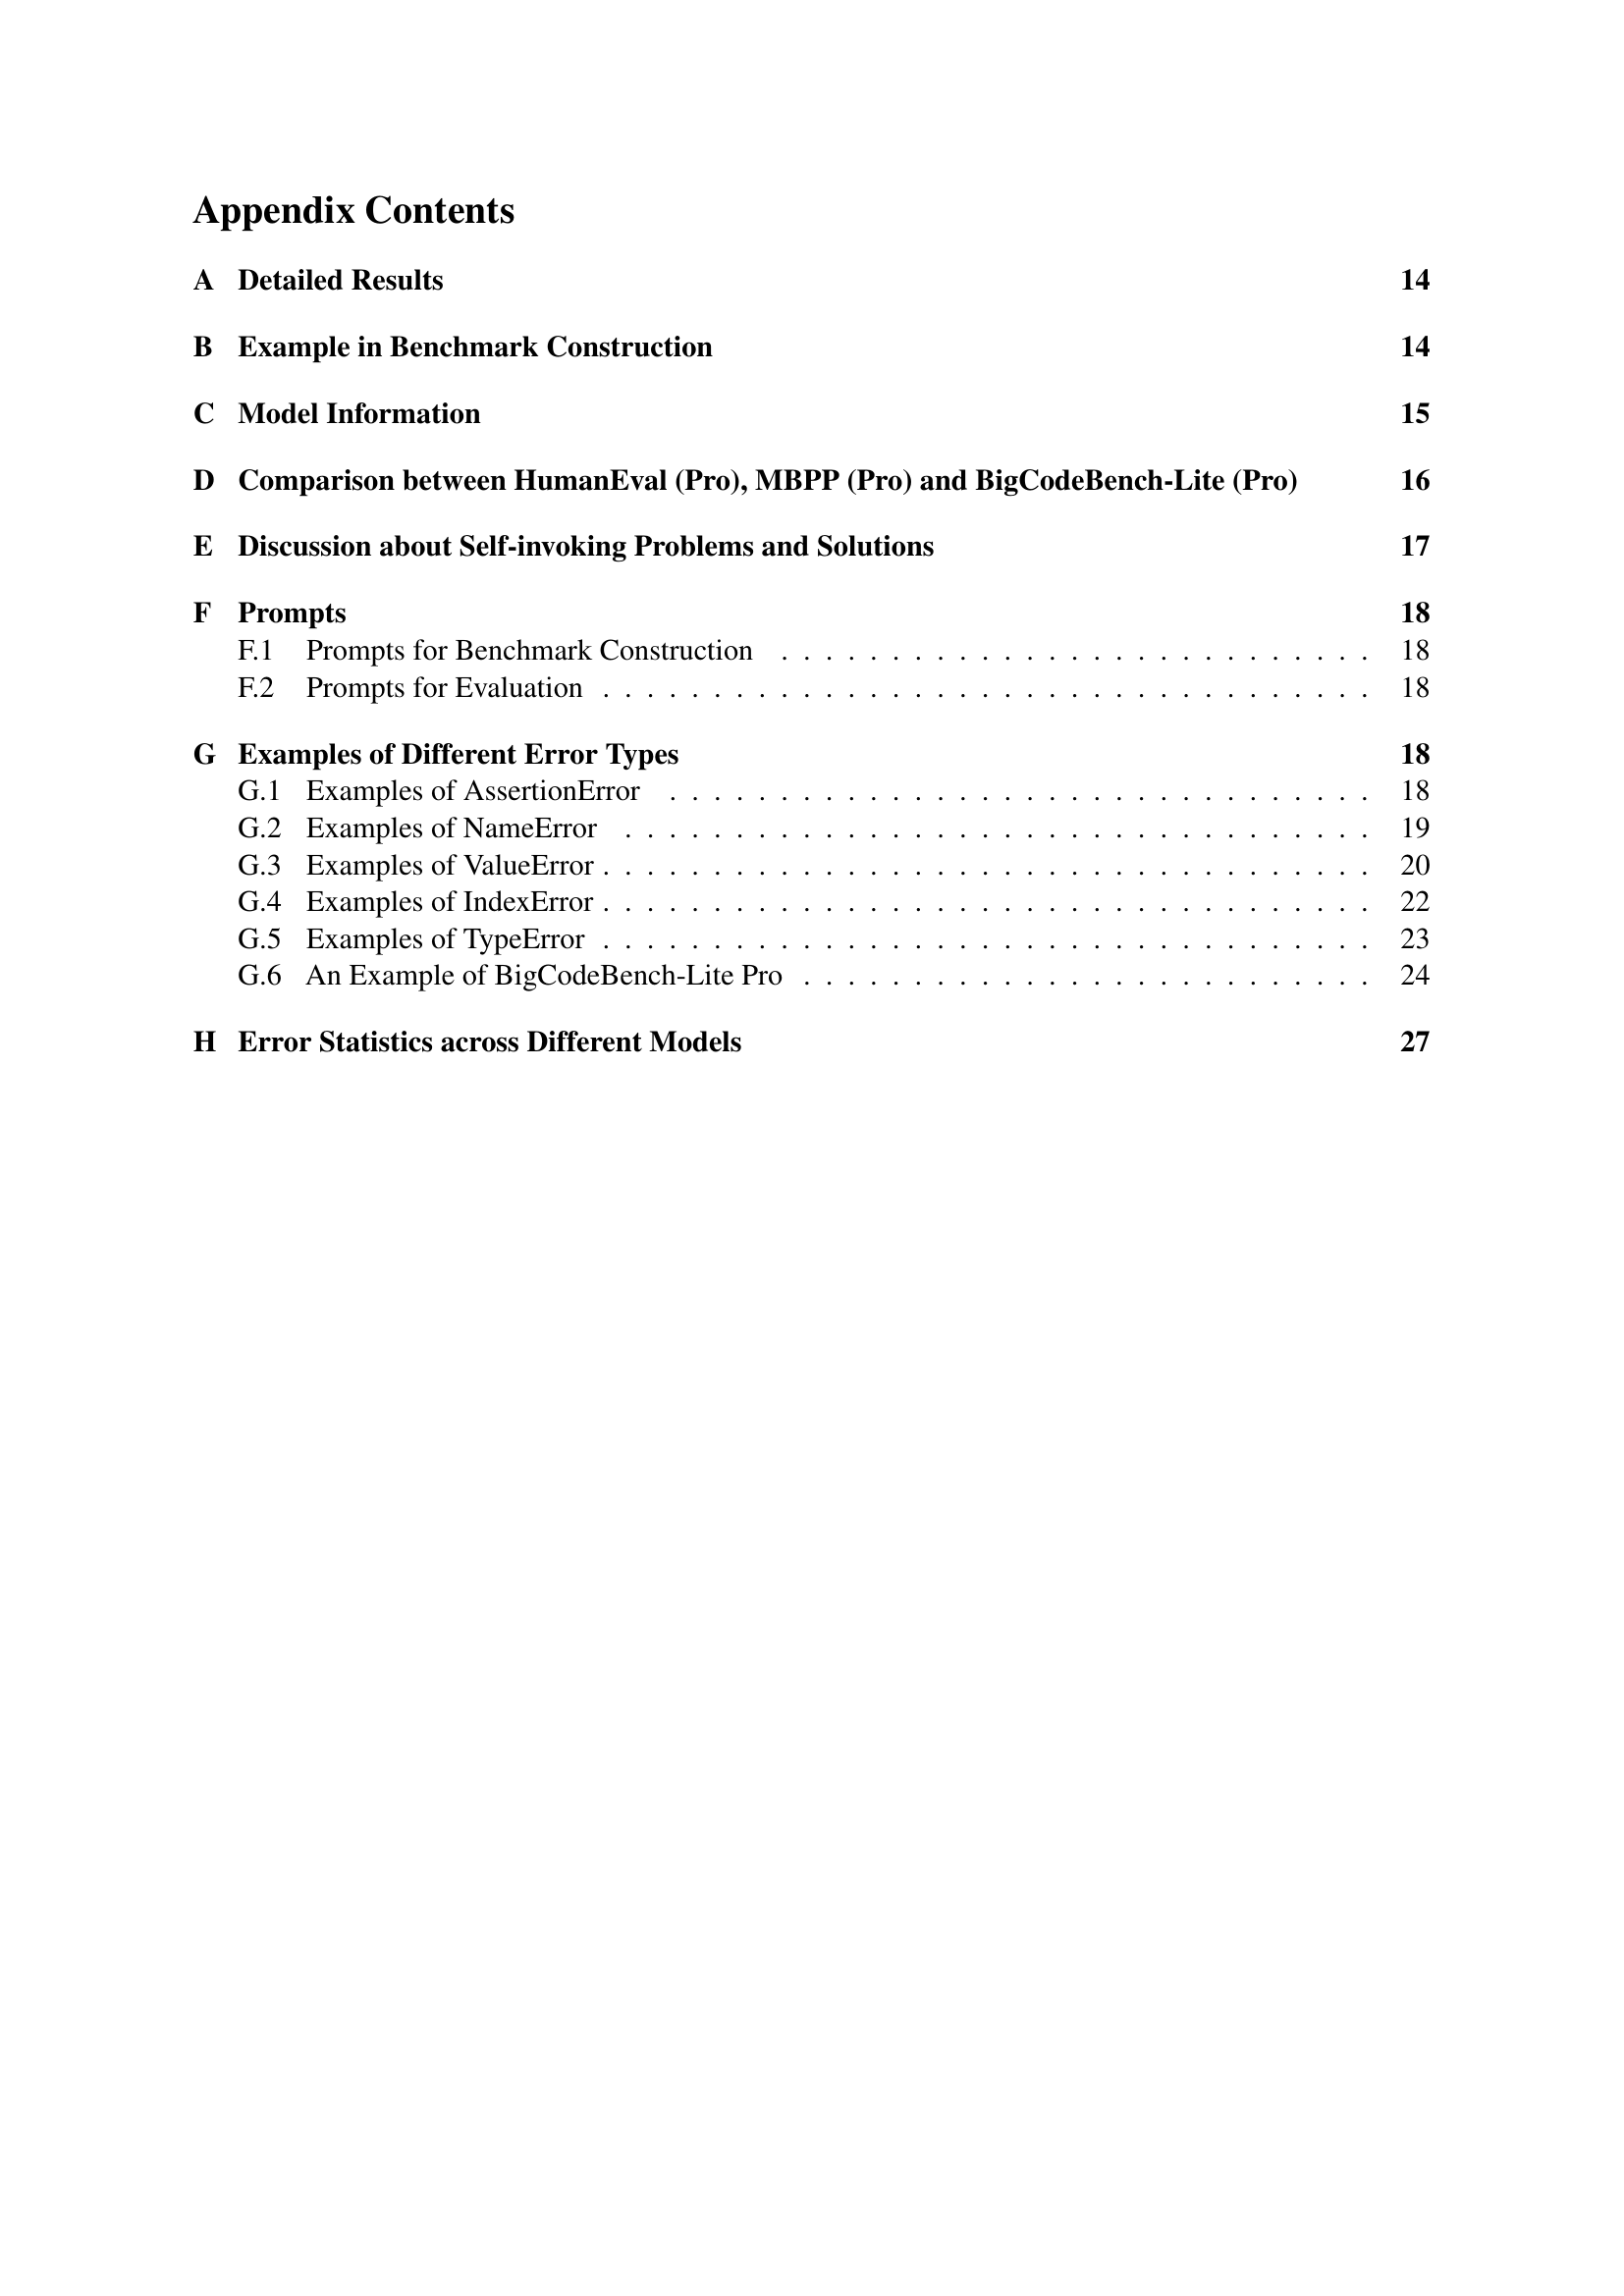 Appendix Contents
A Detailed Results 14
B Example in Benchmark Construction 14
C Model Information 15
D Comparison between HumanEval (Pro), MBPP (Pro) and BigCodeBench-Lite (Pro) 16
E Discussion about Self-invoking Problems and Solutions 17
F Prompts 18
F.1 Prompts for Benchmark Construction . . . . . . . . . . . . . . . . . . . . . . . . . . . 18
F.2 Prompts for Evaluation . . . . . . . . . . . . . . . . . . . . . . . . . . . . . . . . . . . 18
G Examples of Different Error Types 18
G.1 Examples of AssertionError . . . . . . . . . . . . . . . . . . . . . . . . . . . . . . . . 18
G.2 Examples of NameError . . . . . . . . . . . . . . . . . . . . . . . . . . . . . . . . . . 19
G.3 Examples of ValueError . . . . . . . . . . . . . . . . . . . . . . . . . . . . . . . . . . . 20
G.4 Examples of IndexError . . . . . . . . . . . . . . . . . . . . . . . . . . . . . . . . . . . 22
G.5 Examples of TypeError . . . . . . . . . . . . . . . . . . . . . . . . . . . . . . . . . . . 23
G.6 An Example of BigCodeBench-Lite Pro . . . . . . . . . . . . . . . . . . . . . . . . . . 24
H Error Statistics across Different Models 27